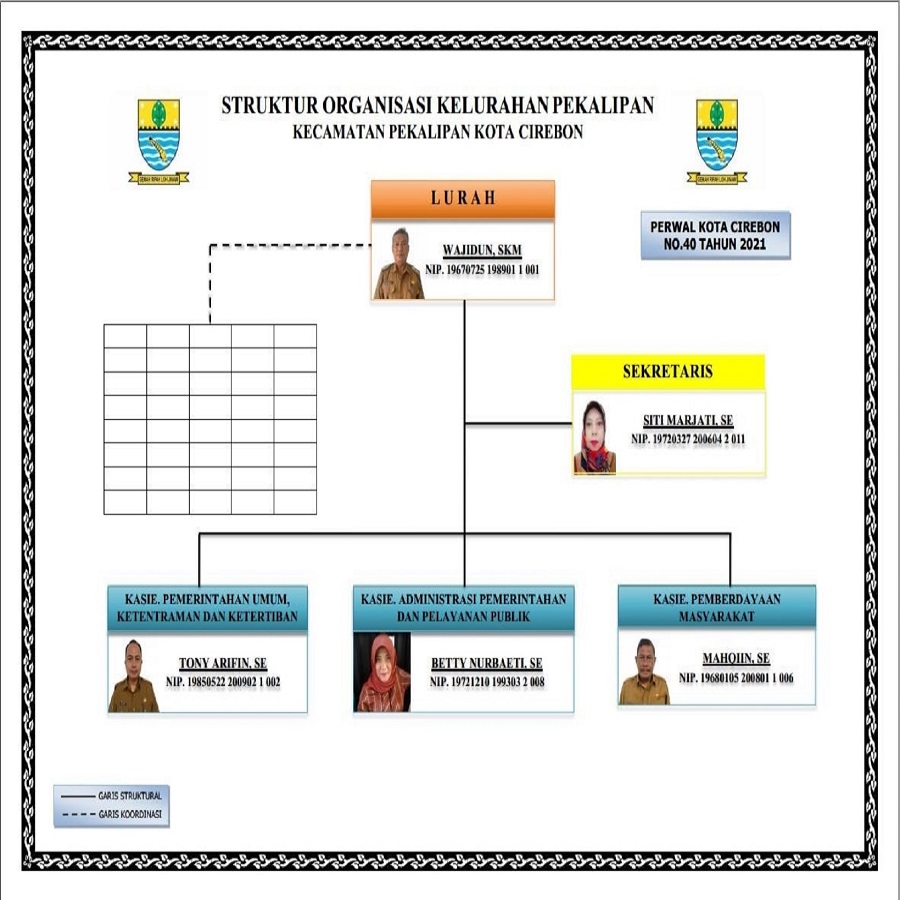 STRUKTUR ORGANISASI KELURAHAN PEKALIPAN
KECAMATAN PEKALIPAN KOTA CIREBON
GEMAH RIPAH LOH JINAWI
GEMAH RIPAH LOH JINAWI
LURAH
WAJIDUN, SKM
NIP. 19670725 198901 1 001
PERWAL KOTA CIREBON
NO.40 TAHUN 2021
SEKRETARIS
SITI MARJATI, SE
NIP. 19720327 200604 2 011
KASIE. PEMERINTAHAN UMUM,
KETENTRAMAN DAN KETERTIBAN
TONY ARIFIN, SE
NIP. 19850522 200902 1 002
KASIE. ADMINISTRASI PEMERINTAHAN
DAN PELAYANAN PUBLIK
BETTY NURBAETI, SE
NIP. 19721210 199303 2 008
KASIE. PEMBERDAYAAN
MASYARAKAT
MAHQIIN, SE
NIP. 19680105 200801 1 006
GARIS STRUKTURAL
GARIS KOORDINASI